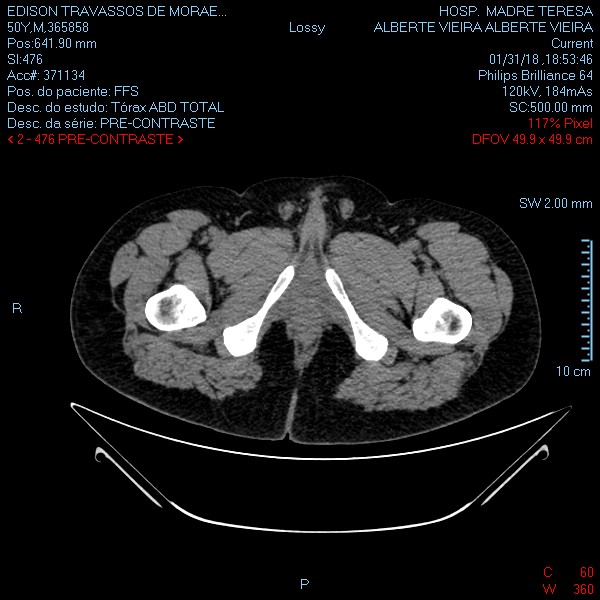 EDISON TRAVASSOS DE MORAE...
50Y,M,365858
Pos:641.90 mm
Sl:476
Acc#: 371134
Pos. do paciente: FFS
Desc. do estudo: Tórax ABD TOTAL
Desc. da série: PRE-CONTRASTE
< 2 - 476 PRE-CONTRASTE >
Lossy
HOSP. MADRE TERESA
ALBERTE VIEIRA ALBERTE VIEIRA
Current
01/31/18 ,18:53:46
Philips Brilliance 64
120kV, 184mAs
SC:500.00 mm
117% Pixel
DFOV 49.9 x 49.9 cm
SW 2.00 mm
R
10 cm
P
C 60
W 360